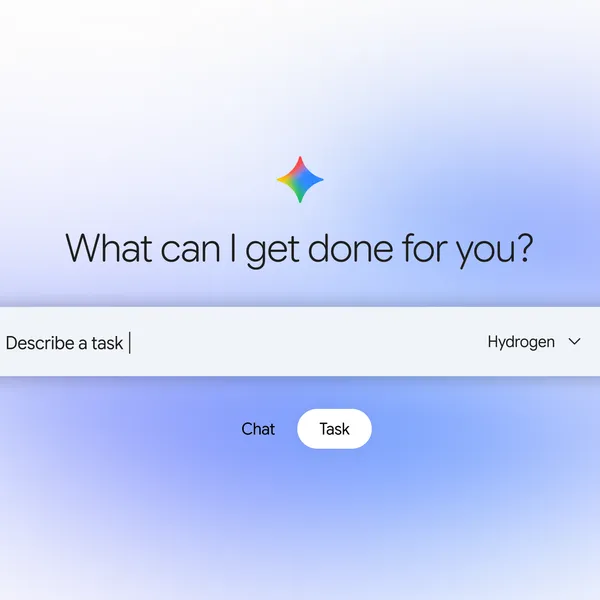 What can I get done for you?
Describe a task
Hydrogen
Chat
Task